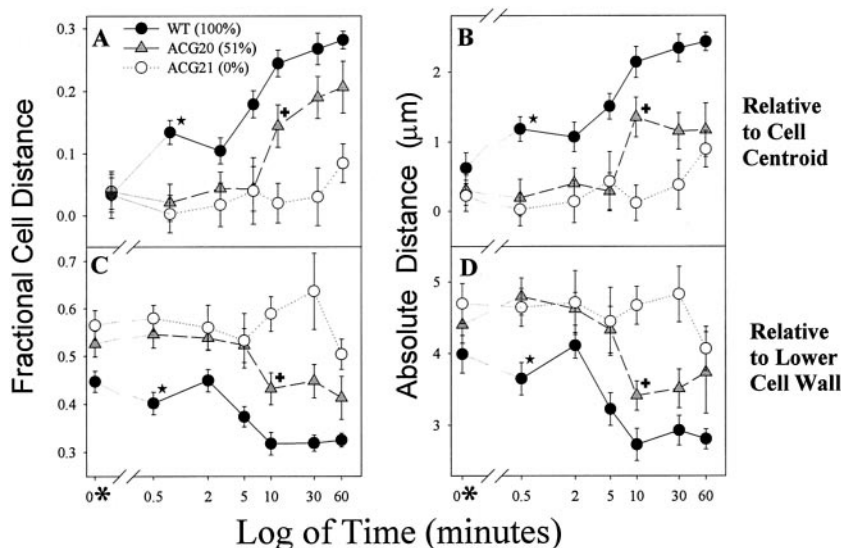 A
WT (100%)
ACG20 (51%)
ACG21 (0%)
B
Fractional Cell Distance
0.3
0.2
0.1
0.0
Absolute Distance (μm)
2
1
0
Relative
to Cell
Centroid
C
0.7
0.6
0.5
0.4
0.3
D
5
4
3
Relative
to Lower
Cell Wall
0* 0.5 2 5 10 30 60
0* 0.5 2 5 10 30 60
Log of Time (minutes)